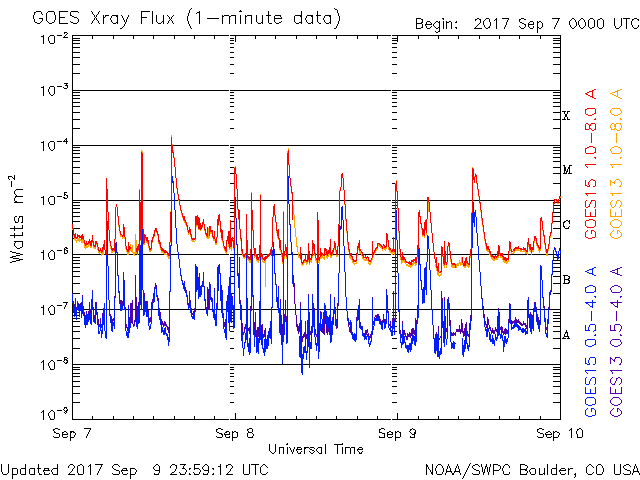 GOES Xray Flux (1-minute data)
Begin: 2017 Sep 7 0000 UTC
10-2
10-3
10-4
10-5
10-6
10-7
10-8
10-9
Watts m-2
X
M
C
B
A
GOES15 1.0-8.0 A
GOES13 1.0-8.0 A
GOES15 0.5-4.0 A
GOES13 0.5-4.0 A
Sep 7
Sep 8
Sep 9
Sep 10
Universal Time
Updated 2017 Sep 9 23:59:12 UTC
NOAA/SWPC Boulder, CO USA